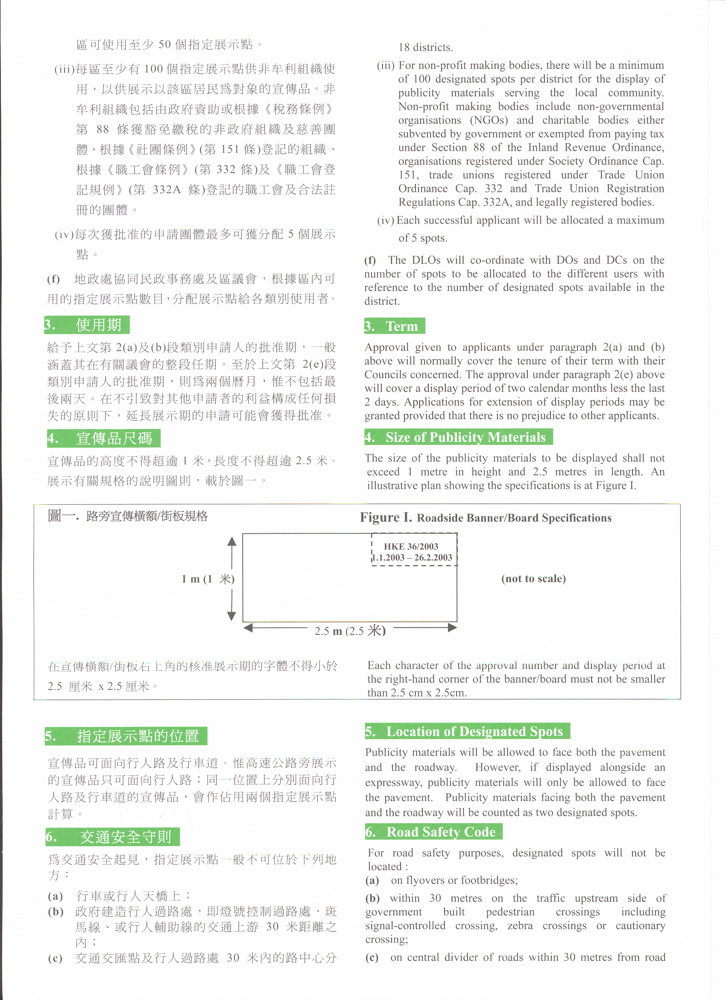 區可使用至少 50 個指定展示點。
(iii)每區至少有 100 個指定展示點供非牟利組織使
用，以供展示以該區居民爲對象的宣傳品。非
牟利組織包括由政府資助或根據《稅務條例》
第 88 條獲豁免繳稅的非政府組織及慈善團
體、根據《社團條例》(第 151 條)登記的組織、
根據《職工會條例》(第 332 條)及《職工會登
記規例》(第 332A 條)登記的職工會及合法註
冊的團體。
(iv)每次獲批准的申請團體最多可獲分配 5 個展示
點。
(f) 地政處協同民政事務處及區議會，根據區內可
用的指定展示點數目，分配展示點給各類別使用者。
3. 使用期
給予上文第 2(a)及(b)段類別申請人的批准期，一般
涵蓋其在有關議會的整段任期。至於上文第 2(e)段
類別申請人的批准期，則爲兩個曆月，惟不包括最
後兩天。在不引致對其他申請者的利益構成任何損
失的原則下，延長展示期的申請可能會獲得批准。
4. 宣傳品尺碼
宣傳品的高度不得超逾 1 米，長度不得超逾 2.5 米。
展示有關規格的說明圖則，載於圖一。
18 districts.
(iii) For non-profit making bodies, there will be a minimum
of 100 designated spots per district for the display of
publicity materials serving the local community.
Non-profit making bodies include non-governmental
organisations (NGOs) and charitable bodies either
subvented by government or exempted from paying tax
under Section 88 of the Inland Revenue Ordinance,
organisations registered under Society Ordinance Cap.
151, trade unions registered under Trade Union
Ordinance Cap. 332 and Trade Union Registration
Regulations Cap. 332A, and legally registered bodies.
(iv) Each successful applicant will be allocated a maximum
of 5 spots.
(f) The DLOs will co-ordinate with DOs and DCs on the
number of spots to be allocated to the different users with
reference to the number of designated spots available in the
district.
3. Term
Approval given to applicants under paragraph 2(a) and (b)
above will normally cover the tenure of their term with their
Councils concerned. The approval under paragraph 2(e) above
will cover a display period of two calendar months less the last
2 days. Applications for extension of display periods may be
granted provided that there is no prejudice to other applicants.
4. Size of Publicity Materials
The size of the publicity materials to be displayed shall not
exceed 1 metre in height and 2.5 metres in length. An
illustrative plan showing the specifications is at Figure I.
圖一. 路旁宣傳橫額/街板規格
Figure I. Roadside Banner/Board Specifications
HKE 36/2003
1.1.2003 – 26.2.2003
1 m (1 米)
(not to scale)
2.5 m (2.5 米)
在宣傳橫額/街板右上角的核准展示期的字體不得小於
2.5 厘米 x 2.5 厘米。
Each character of the approval number and display period at
the right-hand corner of the banner/board must not be smaller
than 2.5 cm x 2.5cm.
5. 指定展示點的位置
宣傳品可面向行人路及行車道。惟高速公路旁展示
的宣傳品只可面向行人路；同一位置上分別面向行
人路及行車道的宣傳品，會作佔用兩個指定展示點
計算。
6. 交通安全守則
爲交通安全起見，指定展示點一般不可位於下列地
方：
(a) 行車或行人天橋上；
(b) 政府建造行人過路處，即燈號控制過路處、斑
馬線、或行人輔助線的交通上游 30 米距離之
內；
(c) 交通交匯點及行人過路處 30 米內的路中心分
5. Location of Designated Spots
Publicity materials will be allowed to face both the pavement
and the roadway. However, if displayed alongside an
expressway, publicity materials will only be allowed to face
the pavement. Publicity materials facing both the pavement
and the roadway will be counted as two designated spots.
6. Road Safety Code
For road safety purposes, designated spots will not be
located :
(a) on flyovers or footbridges;
(b) within 30 metres on the traffic upstream side of
government built pedestrian crossings including
signal-controlled crossing, zebra crossings or cautionary
crossing;
(c) on central divider of roads within 30 metres from road